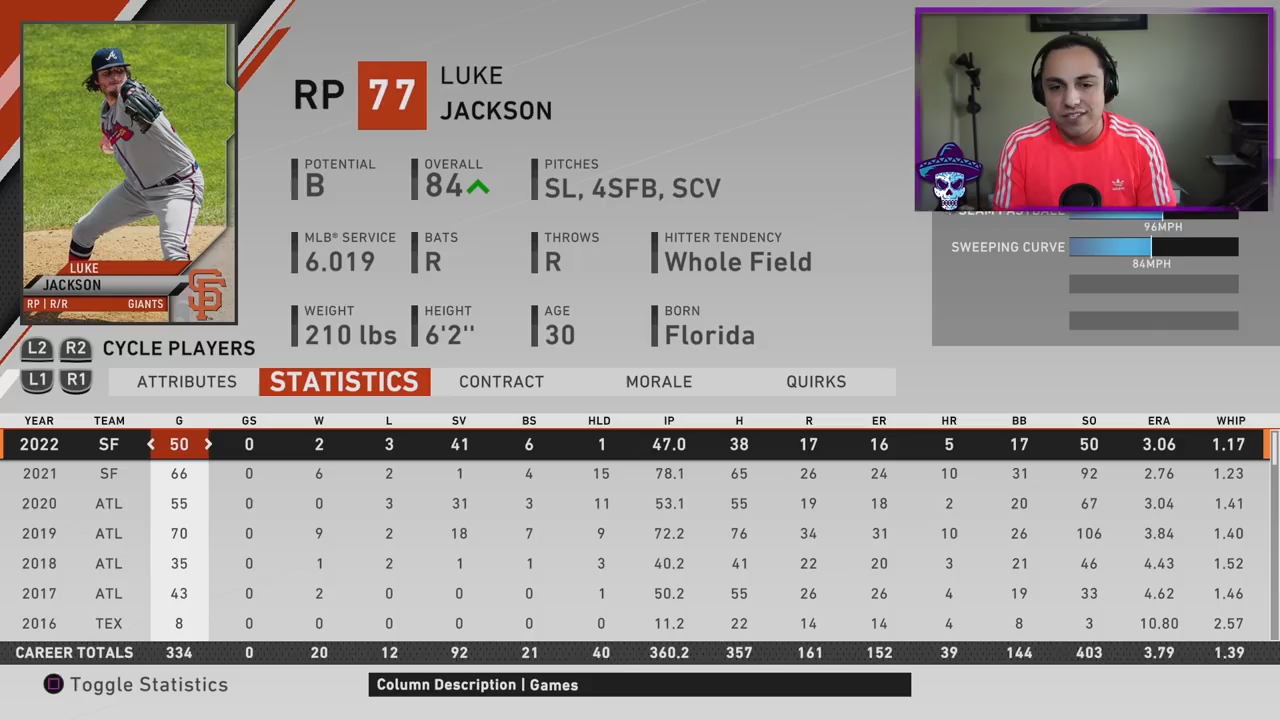 RP 77 LUKE JACKSON
POTENTIAL OVERALL PITCHES
B 84 SL, 4SFB, SCV
96MPH
SWEEPING CURVE
84MPH
MLB® SERVICE BATS THROWS HITTER TENDENCY
6.019 R R Whole Field
LUKE
JACKSON
RP | R/R GIANTS
WEIGHT HEIGHT AGE BORN
210 lbs 6'2'' 30 Florida
L2 R2 CYCLE PLAYERS
L1 R1 ATTRIBUTES STATISTICS CONTRACT MORALE QUIRKS
YEAR TEAM G GS W L SV BS HLD IP H R ER HR BB SO ERA WHIP
2022 SF < 50 > 0 2 3 41 6 1 47.0 38 17 16 5 17 50 3.06 1.17
2021 SF 66 0 6 2 1 4 15 78.1 65 26 24 10 31 92 2.76 1.23
2020 ATL 55 0 0 3 31 3 11 53.1 55 19 18 2 20 67 3.04 1.41
2019 ATL 70 0 9 2 18 7 9 72.2 76 34 31 10 26 106 3.84 1.40
2018 ATL 35 0 1 2 1 1 3 40.2 41 22 20 3 21 46 4.43 1.52
2017 ATL 43 0 2 0 0 0 1 50.2 55 26 26 4 19 33 4.62 1.46
2016 TEX 8 0 0 0 0 0 0 11.2 22 14 14 4 8 3 10.80 2.57
CAREER TOTALS 334 0 20 12 92 21 40 360.2 357 161 152 39 144 403 3.79 1.39
Toggle Statistics Column Description | Games